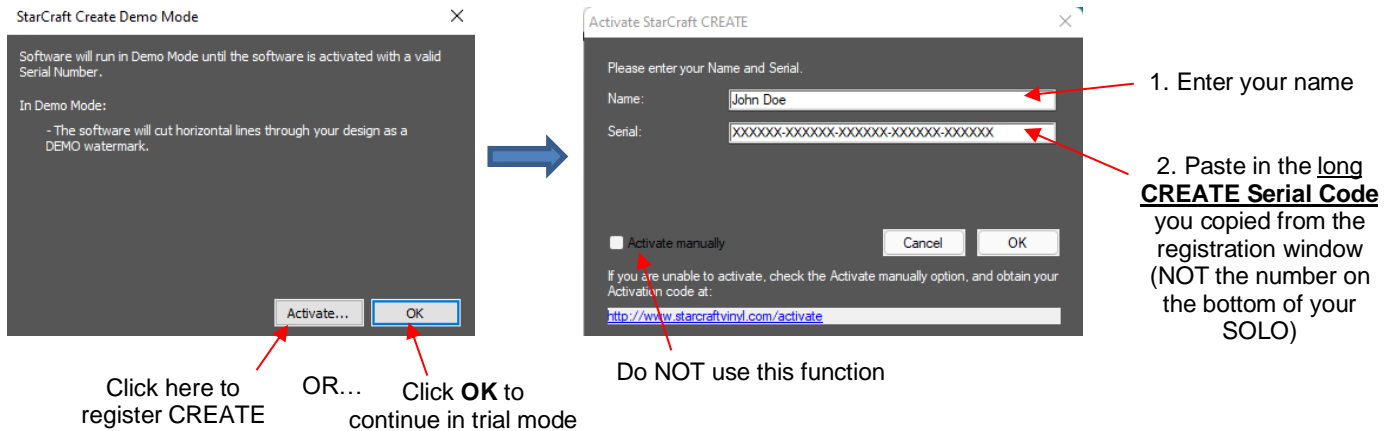 StarCraft Create Demo Mode
Software will run in Demo Mode until the software is activated with a valid
Serial Number.
In Demo Mode:
- The software will cut horizontal lines through your design as a
DEMO watermark.
Activate...
OK
Click here to
register CREATE
OR…
Click OK to
continue in trial mode
Activate StarCraft CREATE
Please enter your Name and Serial.
Name:
John Doe
Serial:
XXXXXX-XXXXXX-XXXXXX-XXXXXX-XXXXXX
Activate manually
Cancel
OK
If you are unable to activate, check the Activate manually option, and obtain your
Activation code at:
http://www.starcraftvinyl.com/activate
Do NOT use this function
1. Enter your name
2. Paste in the long
CREATE Serial Code
you copied from the
registration window
(NOT the number on
the bottom of your
SOLO)